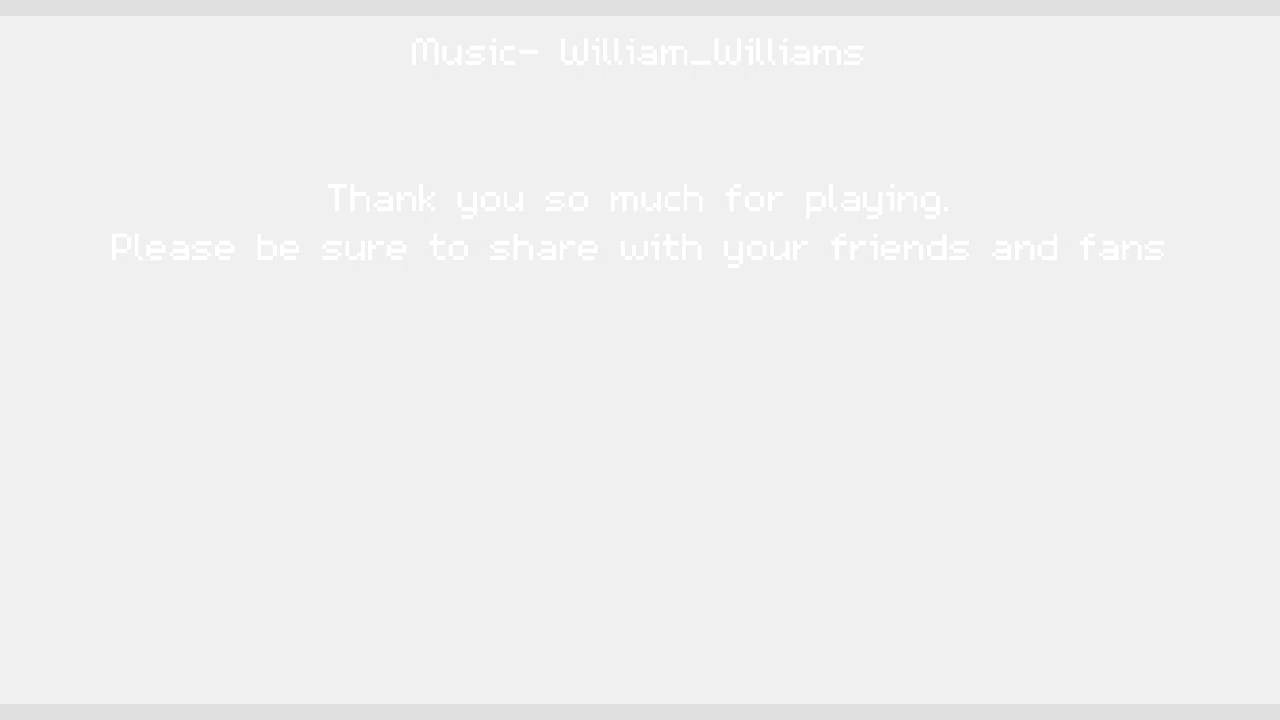 Music- William_Williams
Thank you so much for playing.
Please be sure to share with your friends and fans